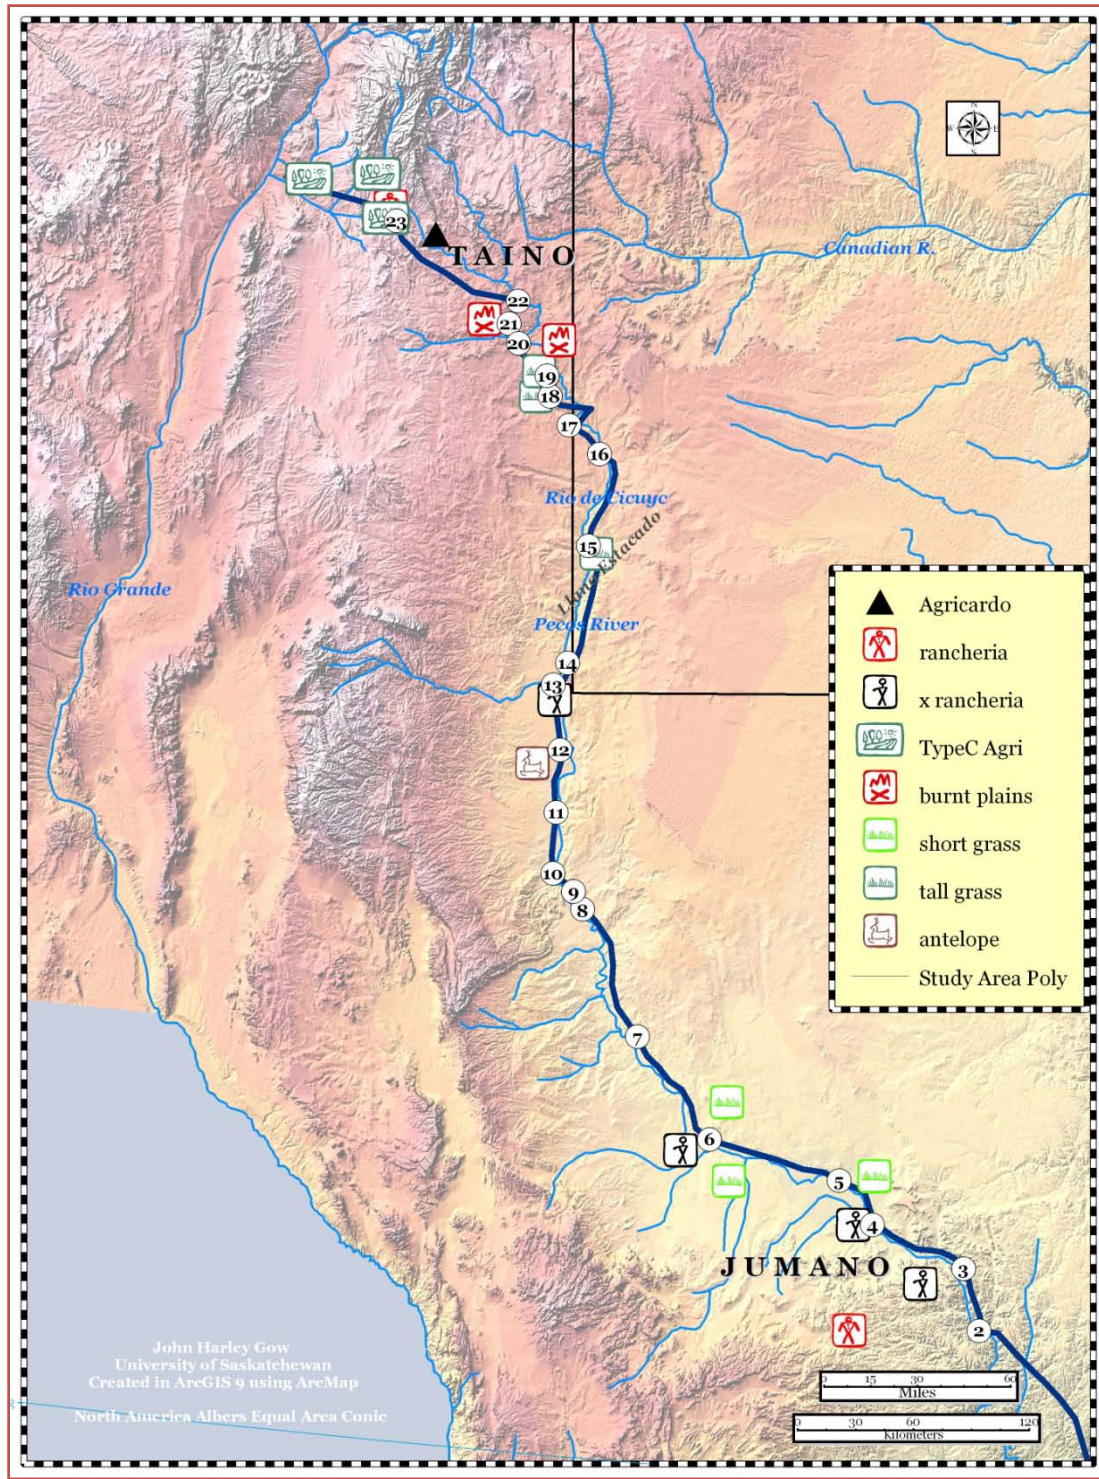 N
W E
S
23
TAINO
Canadian R.
22
21
20
19
18
17
16
Rio de Cicuyc
15
Llano Estacado
Rio Grande
Pecos River
14
13
12
11
10
9
8
7
6
5
4
JUMANO
3
2
Agricardo
rancheria
x rancheria
TypeC Agri
burnt plains
short grass
tall grass
antelope
Study Area Poly
John Harley Gow
University of Saskatchewan
Created in ArcGIS 9 using ArcMap
North America Albers Equal Area Conic
0 15 30 60
Miles
0 30 60 120
Kilometers